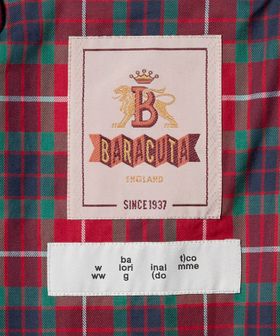 B
BARACUTA
ENGLAND
SINCE 1937
ba t)co
w lori inal mme
ww g (do